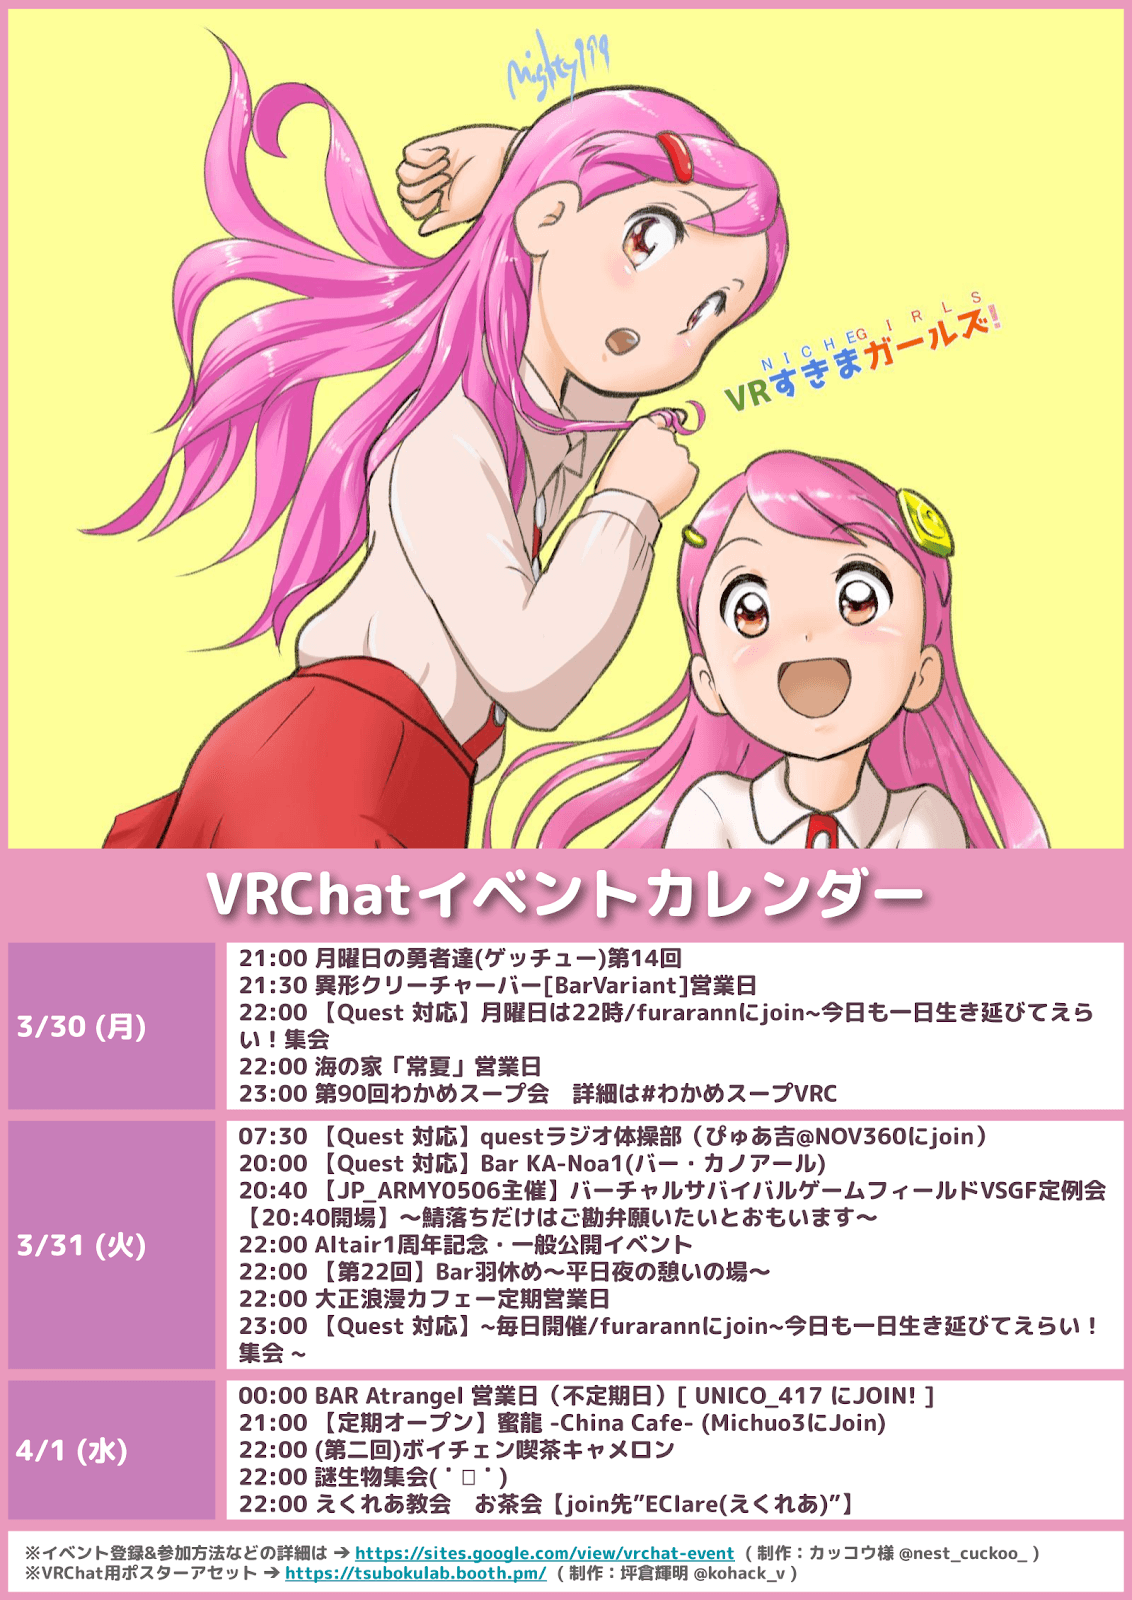 mighty199
NICHE GIRLS
VRすきまガールズ!
VRChatイベントカレンダー
3/30 (月)
21:00 月曜日の勇者達(ゲッチュー)第14回
21:30 異形クリーチャーバー[BarVariant]営業日
22:00 【Quest 対応】月曜日は22時/furarannにjoin~今日も一日生き延びてえら
い！集会
22:00 海の家「常夏」営業日
23:00 第90回わかめスープ会　詳細は#わかめスープVRC
3/31 (火)
07:30 【Quest 対応】questラジオ体操部（ぴゅあ吉@NOV360にjoin）
20:00 【Quest 対応】Bar KA-Noa1(バー・カノアール)
20:40 【JP_ARMY0506主催】バーチャルサバイバルゲームフィールドVSGF定例会
【20:40開場】～鯖落ちだけはご勘弁願いたいとおもいます～
22:00 Altair1周年記念・一般公開イベント
22:00 【第22回】Bar羽休め～平日夜の憩いの場～
22:00 大正浪漫カフェー定期営業日
23:00 【Quest 対応】~毎日開催/furarannにjoin~今日も一日生き延びてえらい！
集会 ~
4/1 (水)
00:00 BAR Atrangel 営業日（不定期日）[ UNICO_417 にJOIN! ]
21:00 【定期オープン】蜜龍 -China Cafe- (Michuo3にJoin)
22:00 (第二回)ボイチェン喫茶キャメロン
22:00 謎生物集会(˙𓏬˙)
22:00 えくれあ教会　お茶会【join先”EClare(えくれあ)”】
※イベント登録&参加方法などの詳細は ➔ https://sites.google.com/view/vrchat-event （ 制作：カッコウ様 @nest_cuckoo_ ）
※VRChat用ポスターアセット ➔ https://tsubokulab.booth.pm/ （ 制作：坪倉輝明 @kohack_v ）